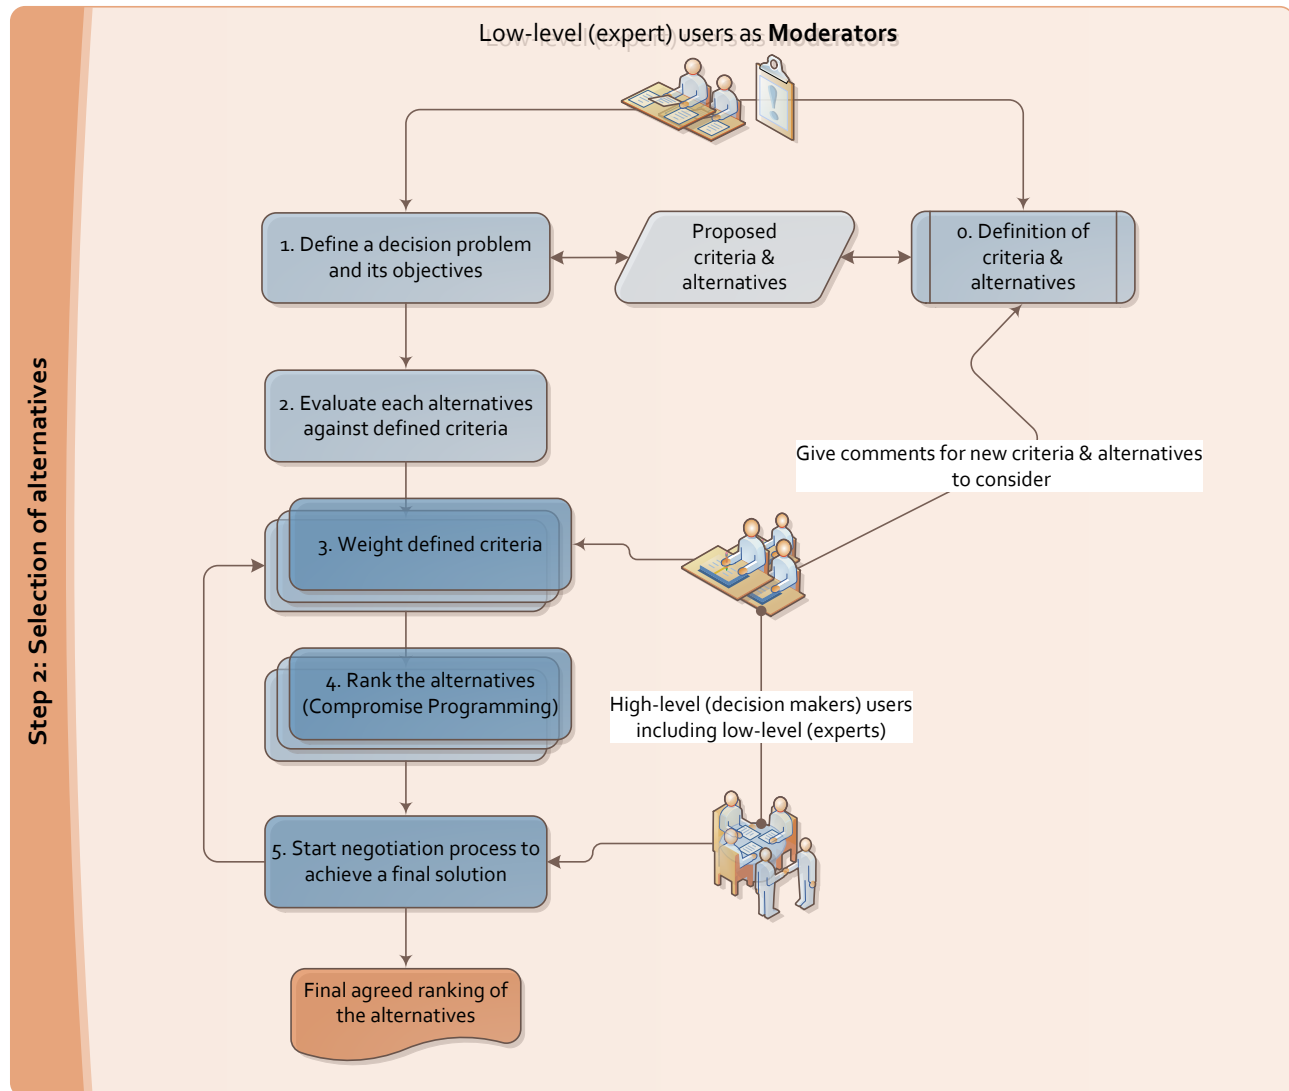 Low-level (expert) users as Moderators
1. Define a decision problem
and its objectives
Proposed
criteria &
alternatives
0. Definition of
criteria &
alternatives
2. Evaluate each alternatives
against defined criteria
Give comments for new criteria & alternatives
to consider
3. Weight defined criteria
4. Rank the alternatives
(Compromise Programming)
High-level (decision makers) users
including low-level (experts)
5. Start negotiation process to
achieve a final solution
Final agreed ranking of
the alternatives
Step 2: Selection of alternatives